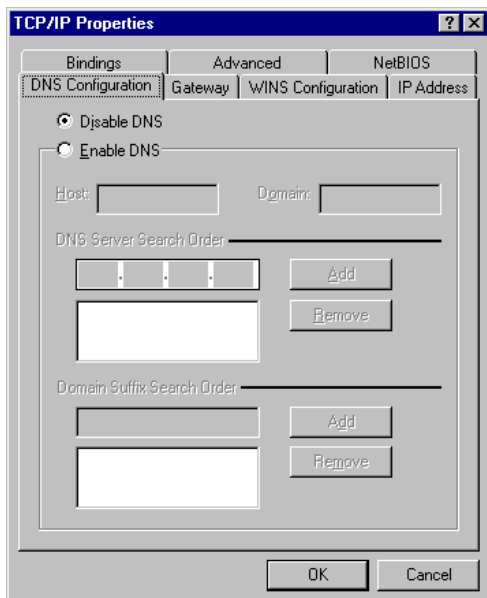 TCP/IP Properties
Bindings Advanced NetBIOS
DNS Configuration Gateway WINS Configuration IP Address
Disable DNS
Enable DNS
Host: Domain:
DNS Server Search Order
. . . Add
Remove
Domain Suffix Search Order
Add
Remove
OK Cancel